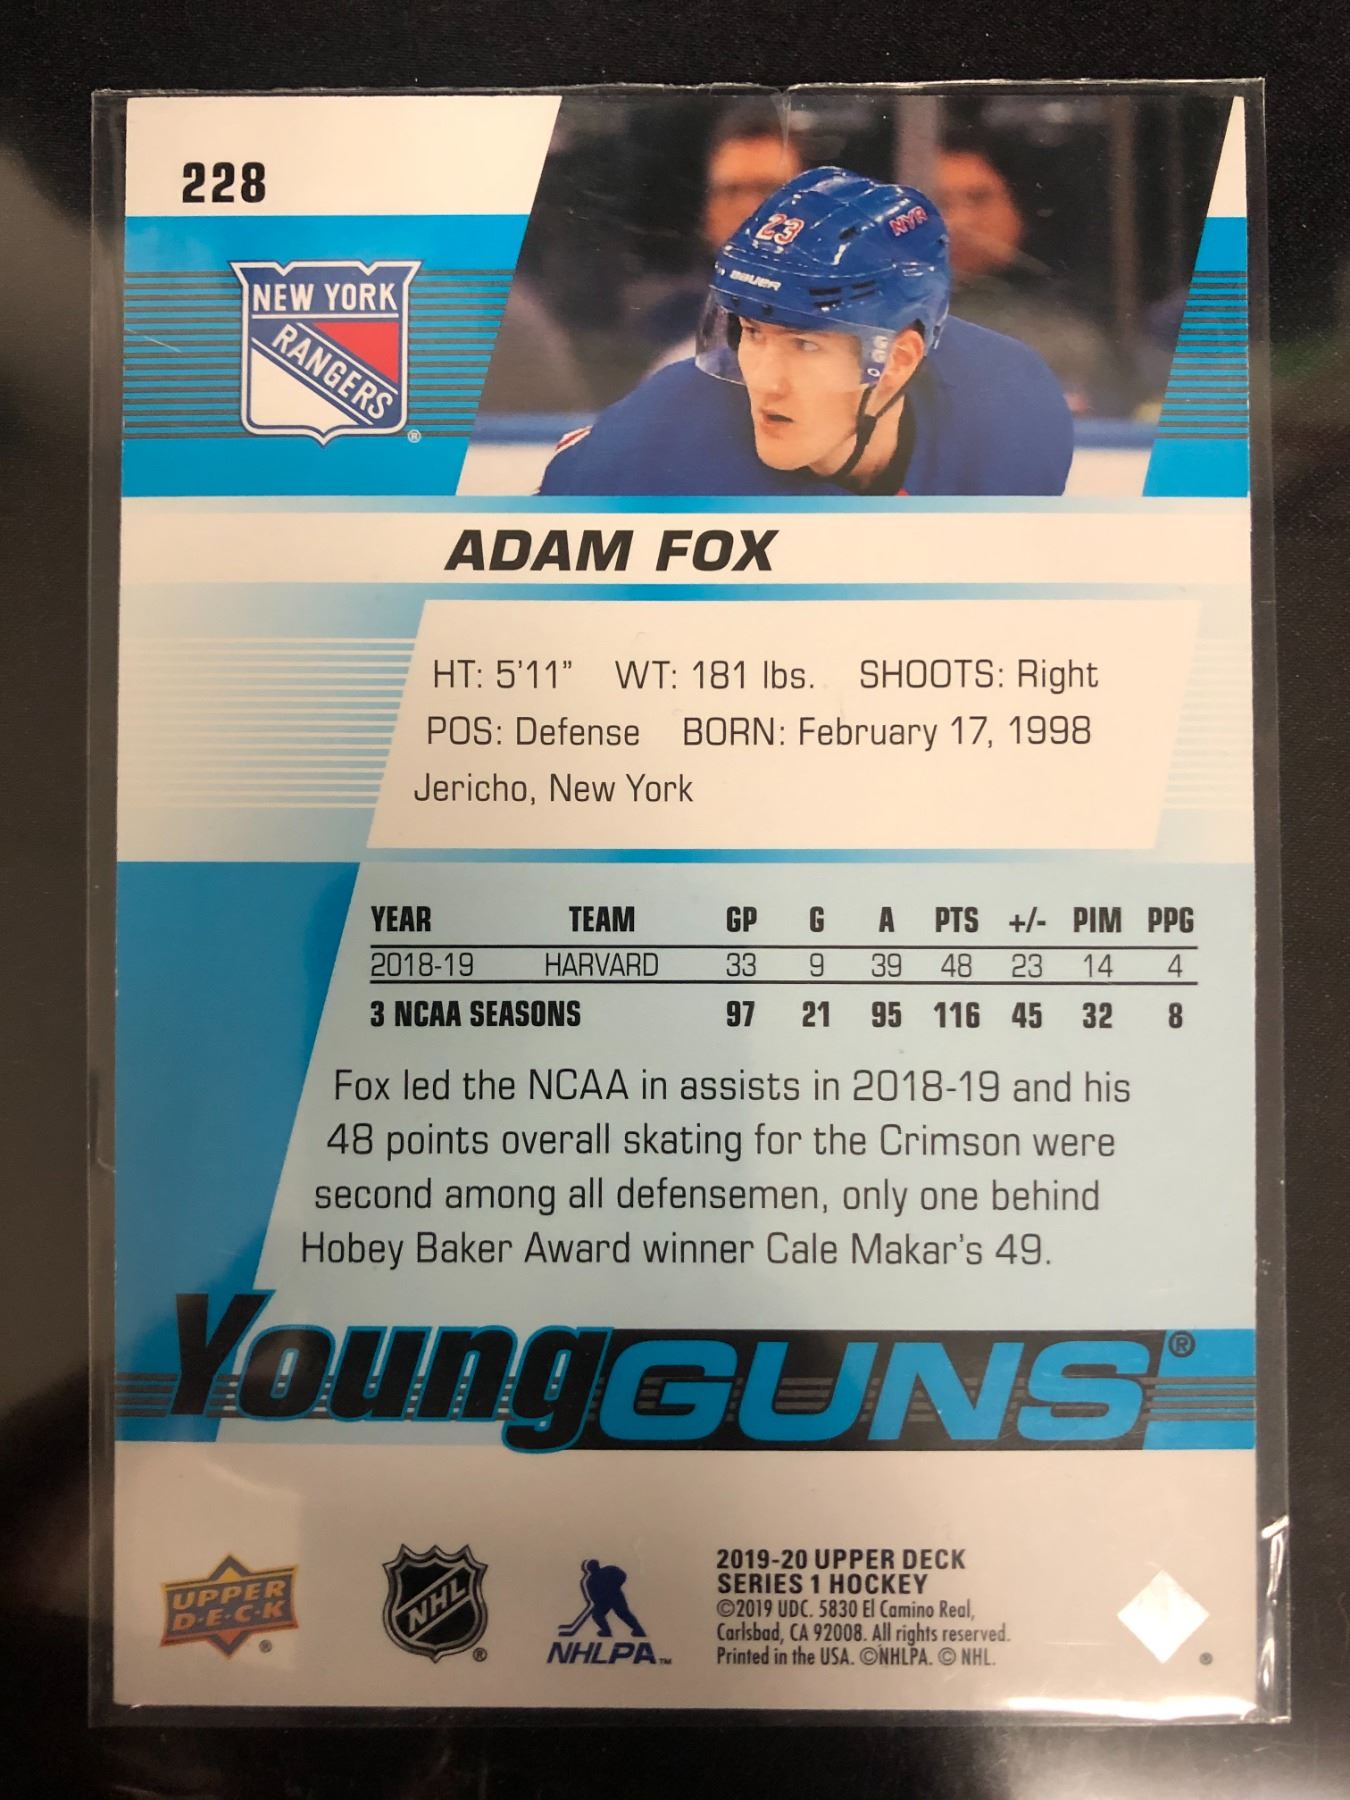 228
NEW YORK
RANGERS
®
23
NYR
BAUER
ADAM FOX
HT: 5'11" WT: 181 lbs. SHOOTS: Right
POS: Defense BORN: February 17, 1998
Jericho, New York
YEAR TEAM GP G A PTS +/- PIM PPG
2018-19 HARVARD 33 9 39 48 23 14 4
3 NCAA SEASONS 97 21 95 116 45 32 8
Fox led the NCAA in assists in 2018-19 and his
48 points overall skating for the Crimson were
second among all defensemen, only one behind
Hobey Baker Award winner Cale Makar's 49.
Young GUNS®
UPPER
D·E·C·K
®
NHL
®
NHLPA™
2019-20 UPPER DECK
SERIES 1 HOCKEY
©2019 UDC. 5830 El Camino Real,
Carlsbad, CA 92008. All rights reserved.
Printed in the USA. ©NHLPA. © NHL.
®